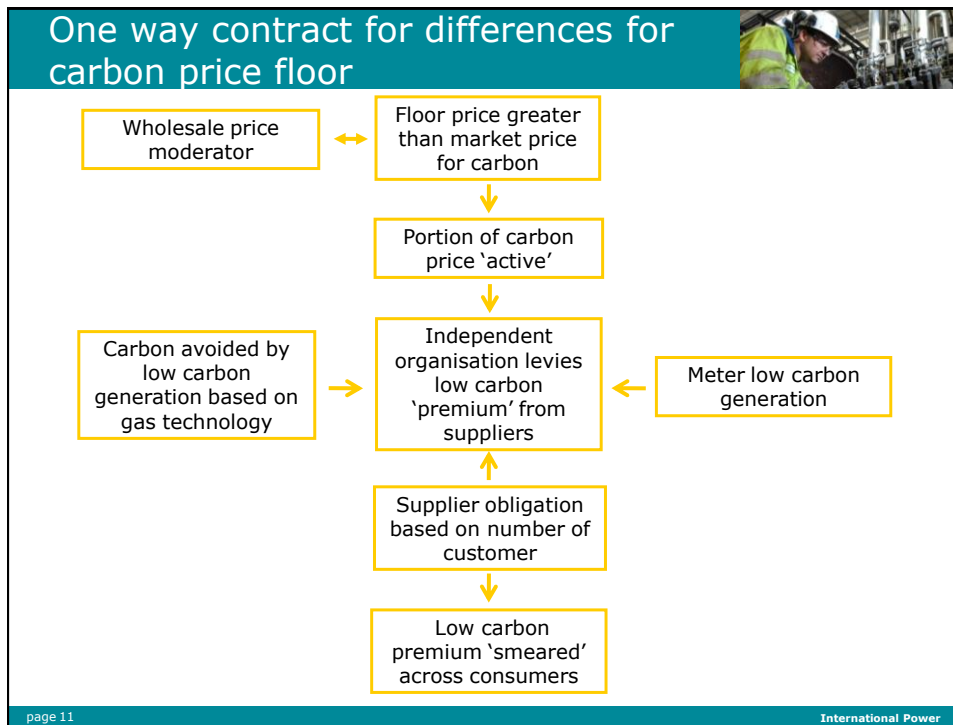 One way contract for differences for
carbon price floor
Wholesale price
moderator
Floor price greater
than market price
for carbon
Portion of carbon
price ‘active’
Carbon avoided by
low carbon
generation based on
gas technology
Independent
organisation levies
low carbon
‘premium’ from
suppliers
Meter low carbon
generation
Supplier obligation
based on number of
customer
Low carbon
premium ‘smeared’
across consumers
page 11
International Power